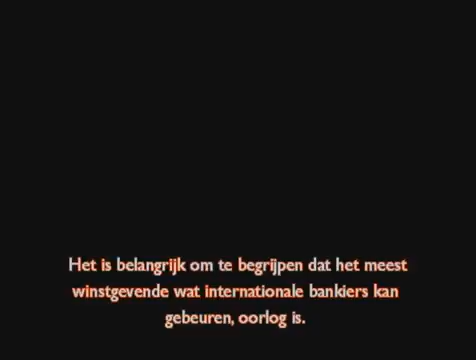 Het is belangrijk om te begrijpen dat het meest
winstgevende wat internationale bankiers kan
gebeuren, oorlog is.